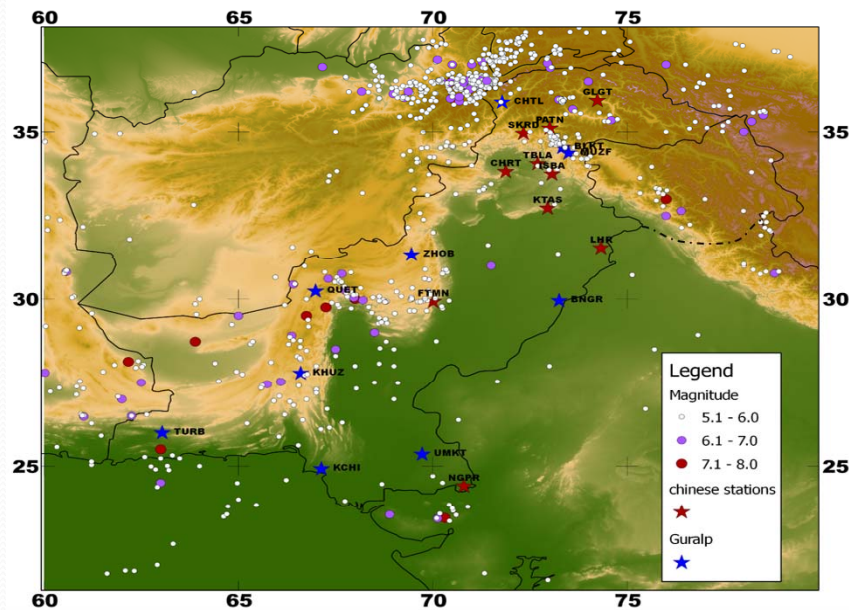 60 65 70 75
CHTL
GLGT
PATN
SKRD
BLKT
MUZF
TBLA
ISBA
CHRT
KTAS
LHR
ZHOB
QUET
FTMN
BNGR
KHUZ
TURB
UMKT
KCHI
NGPR
35 35
30 30
25 25
Legend
Magnitude
5.1 - 6.0
6.1 - 7.0
7.1 - 8.0
chinese stations
Guralp
60 65 70 75